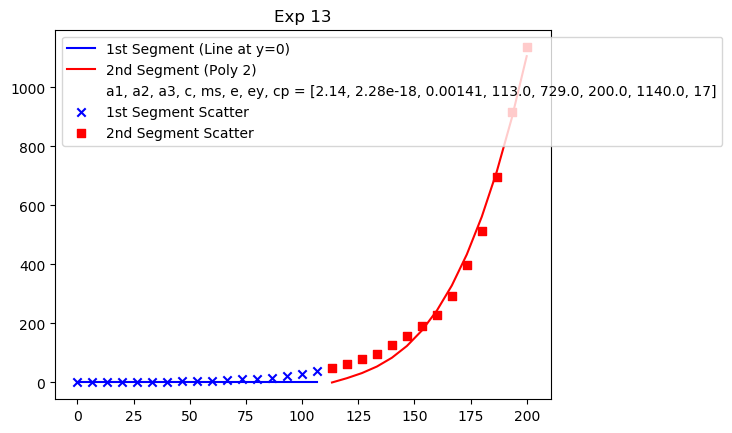 Exp 13
1st Segment (Line at y=0)
2nd Segment (Poly 2)
a1, a2, a3, c, ms, e, ey, cp = [2.14, 2.28e-18, 0.00141, 113.0, 729.0, 200.0, 1140.0, 17]
1st Segment Scatter
2nd Segment Scatter
1000
800
600
400
200
0
0 25 50 75 100 125 150 175 200